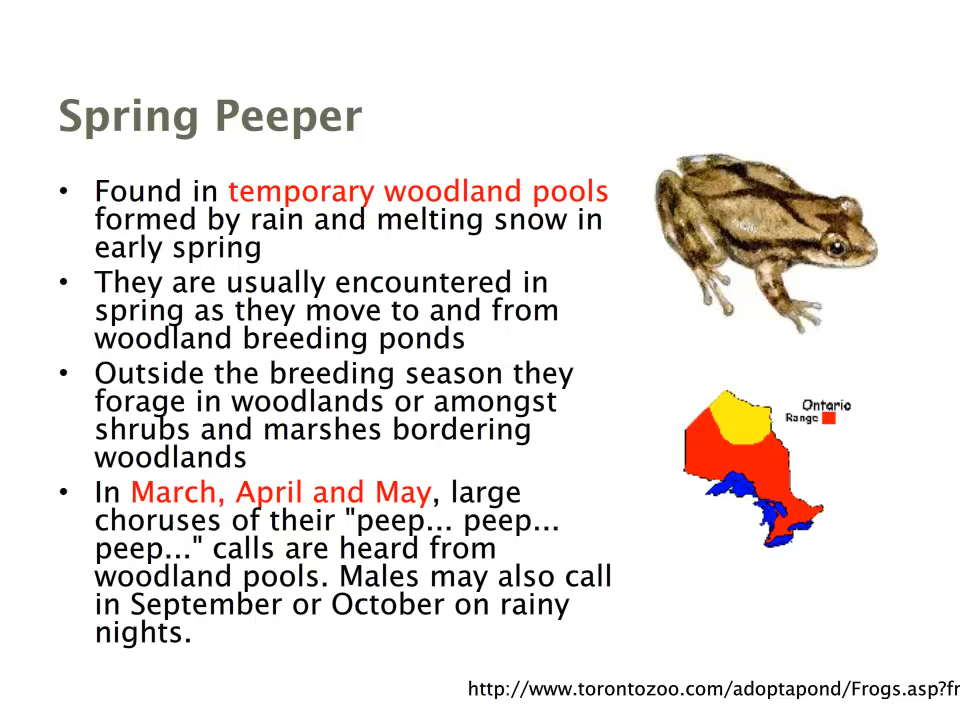 Spring Peeper
• Found in temporary woodland pools
formed by rain and melting snow in
early spring
• They are usually encountered in
spring as they move to and from
woodland breeding ponds
• Outside the breeding season they
forage in woodlands or amongst
shrubs and marshes bordering
woodlands
• In March, April and May, large
choruses of their "peep... peep...
peep..." calls are heard from
woodland pools. Males may also call
in September or October on rainy
nights.
Ontario
Range
http://www.torontozoo.com/adoptapond/Frogs.asp?fr